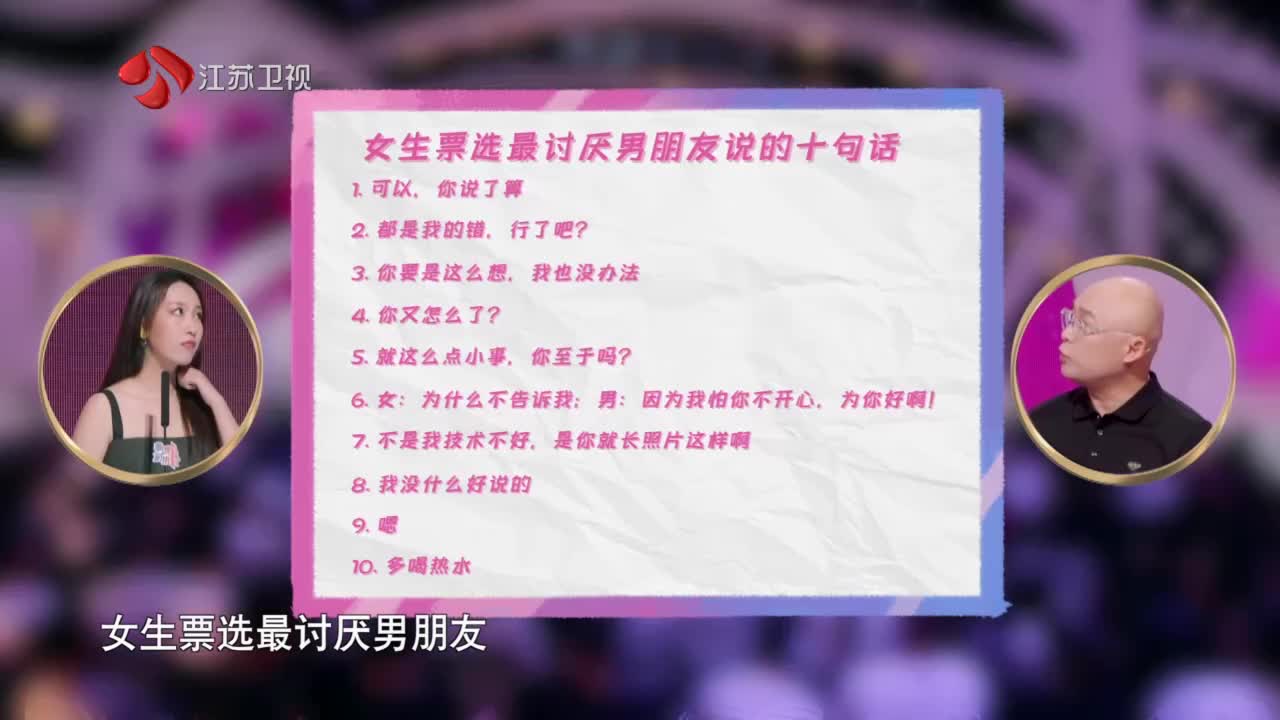 江苏卫视
女生票选最讨厌男朋友说的十句话
1. 可以，你说了算
2. 都是我的错，行了吧？
3. 你要是这么想，我也没办法
4. 你又怎么了？
5. 就这么点小事，你至于吗？
6. 女：为什么不告诉我；男：因为我怕你不开心，为你好啊！
7. 不是我技术不好，是你就长照片这样啊
8. 我没什么好说的
9. 嗯
10. 多喝热水
女生票选最讨厌男朋友